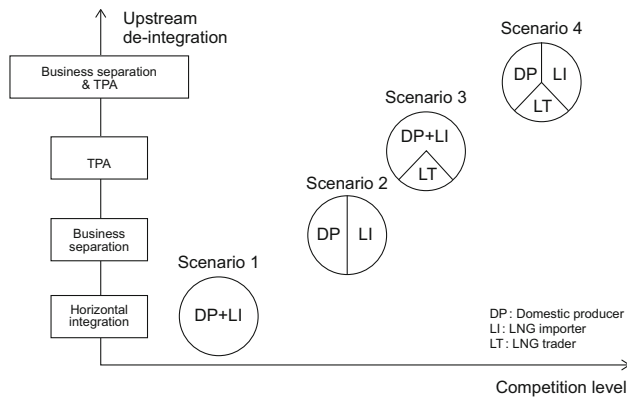 Upstream
de-integration
Scenario 4
Business separation
& TPA
DP
LI
LT
Scenario 3
DP+LI
LT
TPA
Scenario 2
DP
LI
Business
separation
Scenario 1
DP+LI
Horizontal
integration
DP : Domestic producer
LI : LNG importer
LT : LNG trader
Competition level